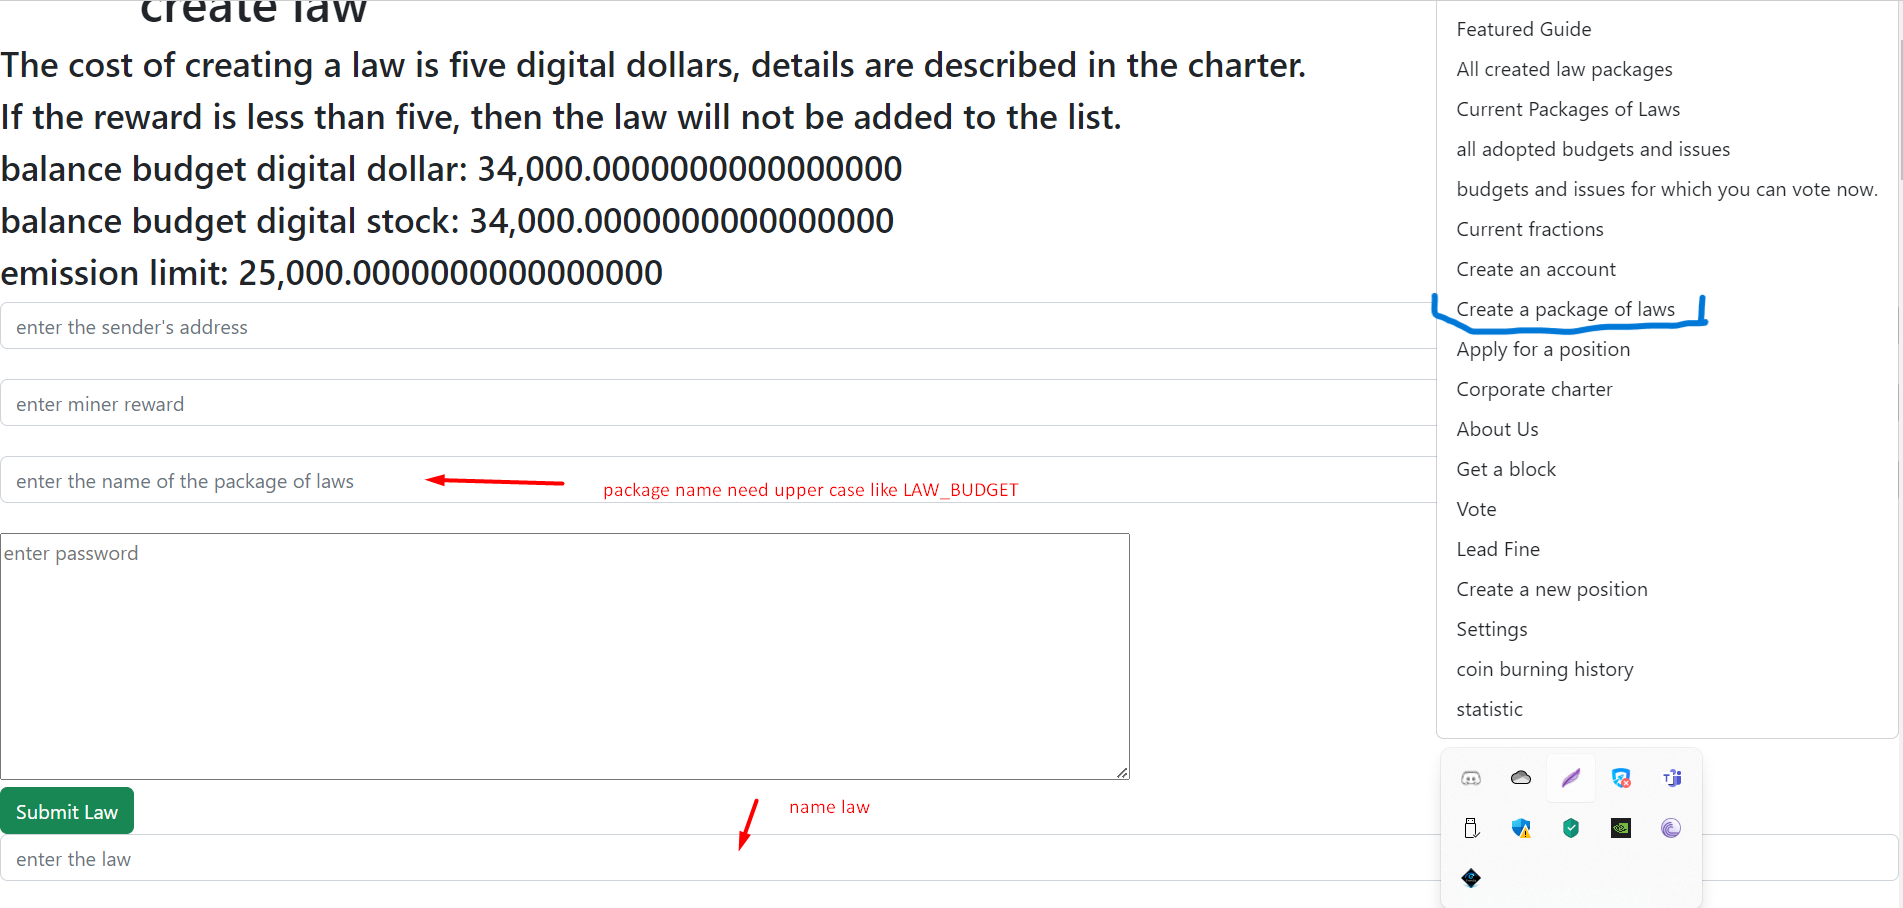 create law
The cost of creating a law is five digital dollars, details are described in the charter.
If the reward is less than five, then the law will not be added to the list.
balance budget digital dollar: 34,000.0000000000000000
balance budget digital stock: 34,000.0000000000000000
emission limit: 25,000.0000000000000000
enter the sender's address
enter miner reward
enter the name of the package of laws
package name need upper case like LAW_BUDGET
enter password
Submit Law
name law
enter the law
Featured Guide
All created law packages
Current Packages of Laws
all adopted budgets and issues
budgets and issues for which you can vote now.
Current fractions
Create an account
Create a package of laws
Apply for a position
Corporate charter
About Us
Get a block
Vote
Lead Fine
Create a new position
Settings
coin burning history
statistic